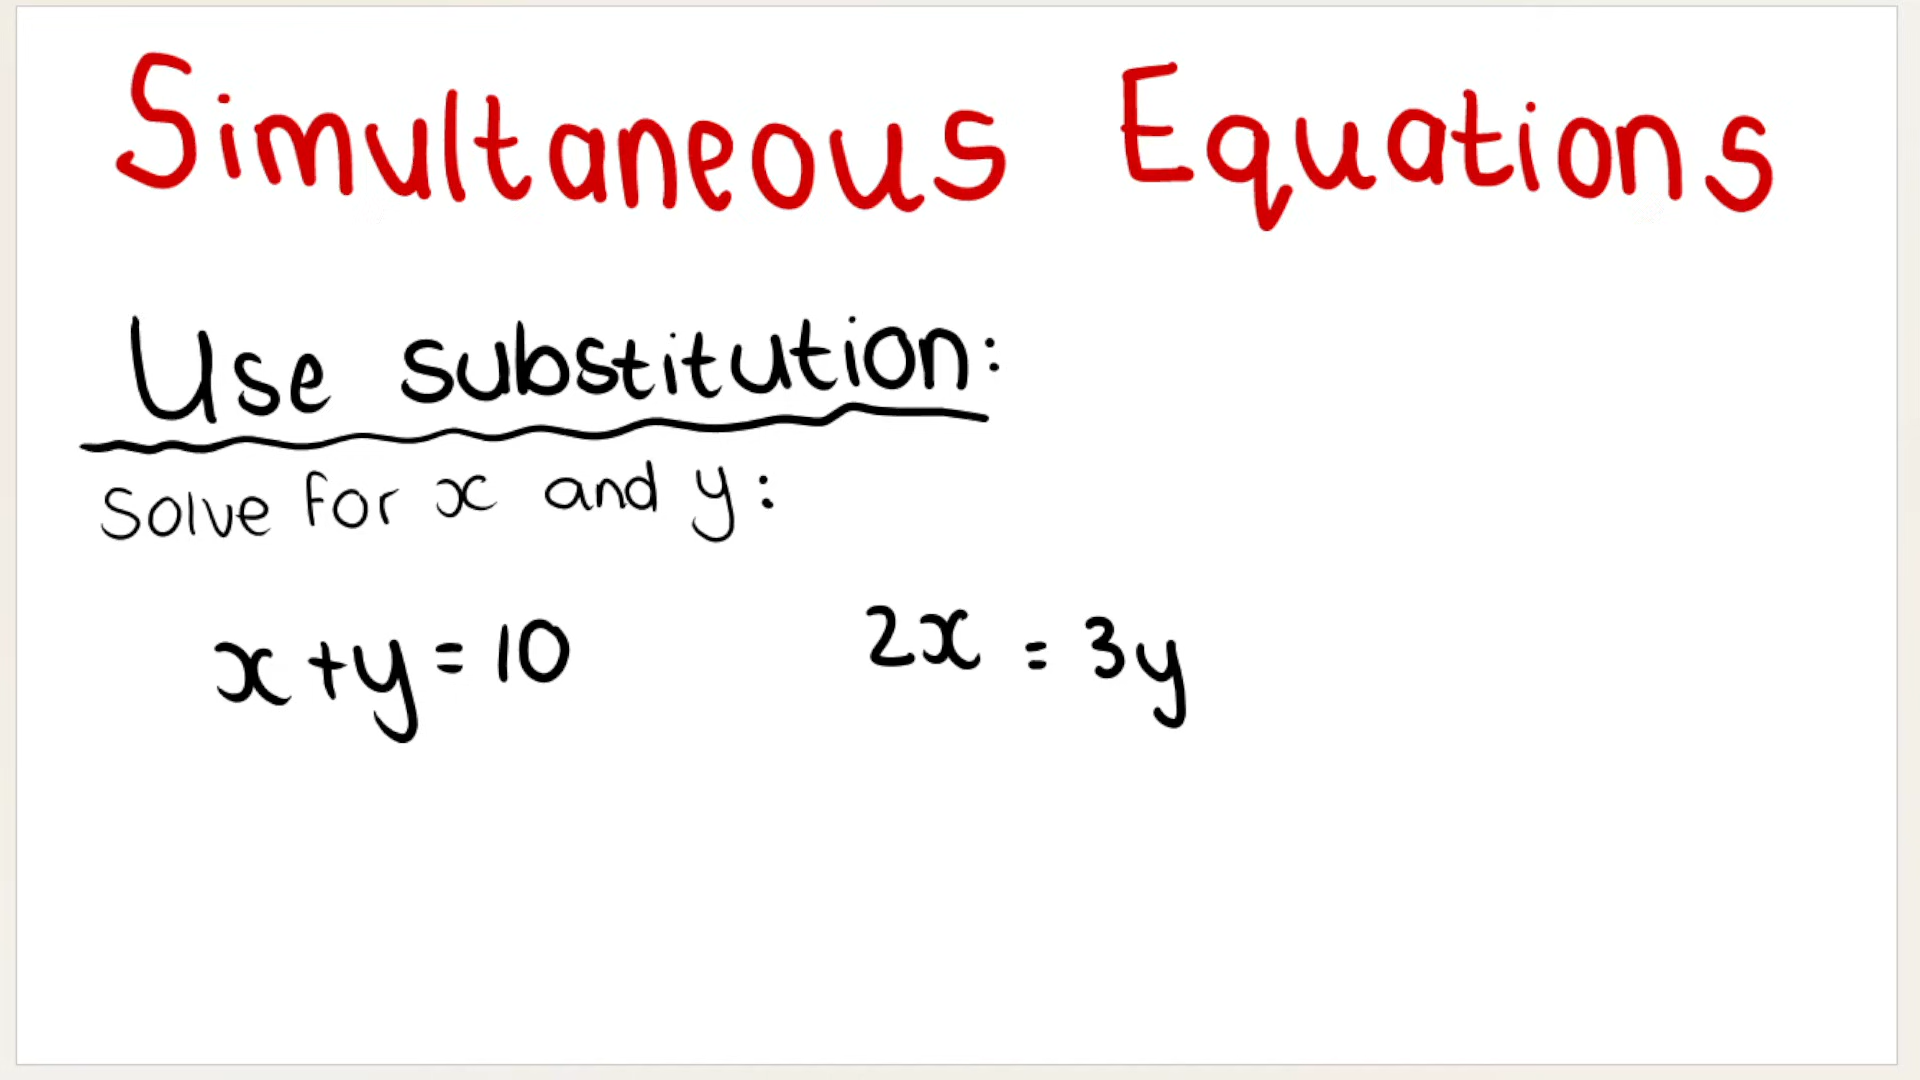 Simultaneous Equations
Use substitution:
Solve for x and y:
x + y = 10 2x = 3y